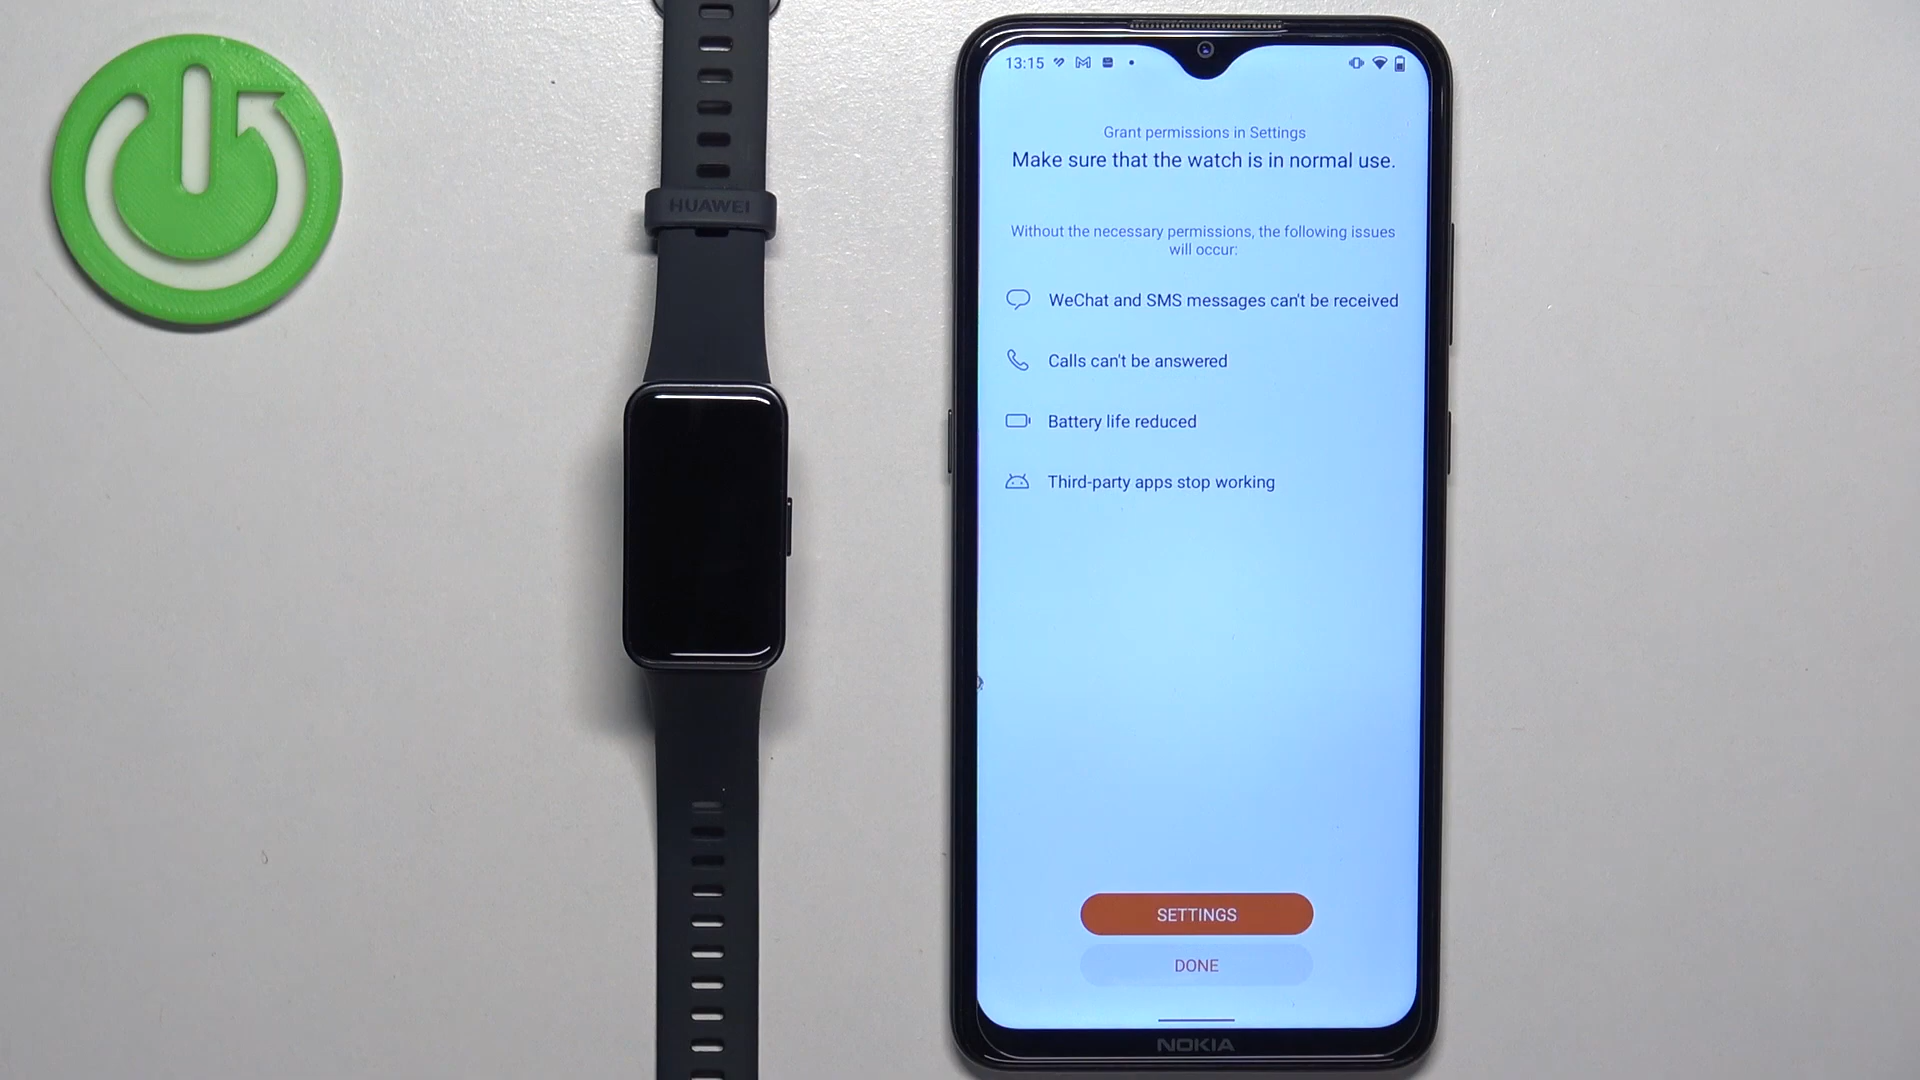 HUAWEI
13:15
Grant permissions in Settings
Make sure that the watch is in normal use.
Without the necessary permissions, the following issues
will occur:
WeChat and SMS messages can't be received
Calls can't be answered
Battery life reduced
Third-party apps stop working
SETTINGS
DONE
NOKIA